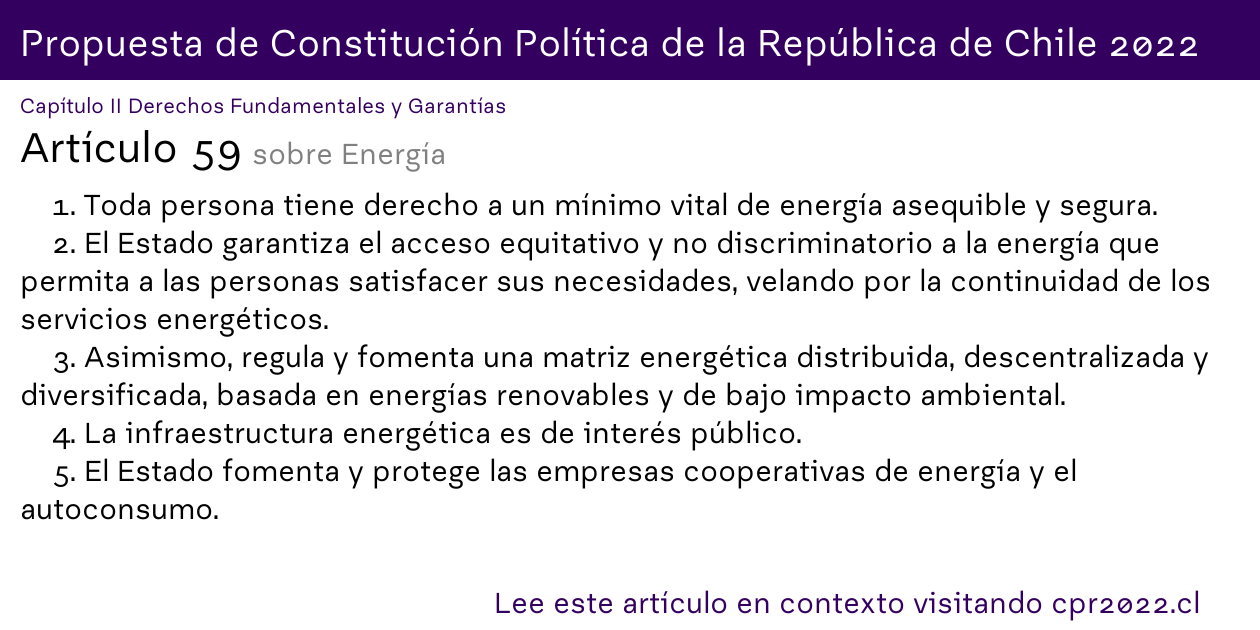 Propuesta de Constitución Política de la República de Chile 2022
Capítulo II Derechos Fundamentales y Garantías
Artículo 59 sobre Energía
1. Toda persona tiene derecho a un mínimo vital de energía asequible y segura.
2. El Estado garantiza el acceso equitativo y no discriminatorio a la energía que
permita a las personas satisfacer sus necesidades, velando por la continuidad de los
servicios energéticos.
3. Asimismo, regula y fomenta una matriz energética distribuida, descentralizada y
diversificada, basada en energías renovables y de bajo impacto ambiental.
4. La infraestructura energética es de interés público.
5. El Estado fomenta y protege las empresas cooperativas de energía y el
autoconsumo.
Lee este artículo en contexto visitando cpr2022.cl